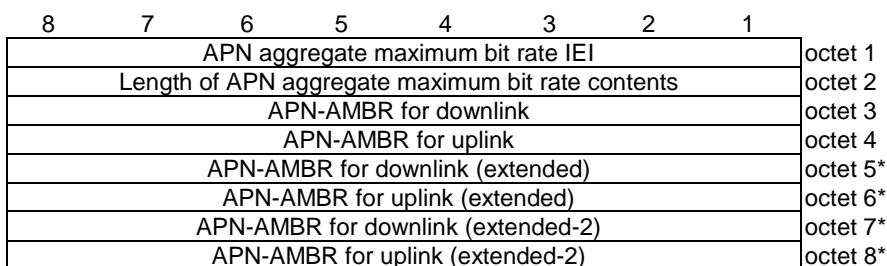 8 7 6 5 4 3 2 1
APN aggregate maximum bit rate IEI octet 1
Length of APN aggregate maximum bit rate contents octet 2
APN-AMBR for downlink octet 3
APN-AMBR for uplink octet 4
APN-AMBR for downlink (extended) octet 5*
APN-AMBR for uplink (extended) octet 6*
APN-AMBR for downlink (extended-2) octet 7*
APN-AMBR for uplink (extended-2) octet 8*